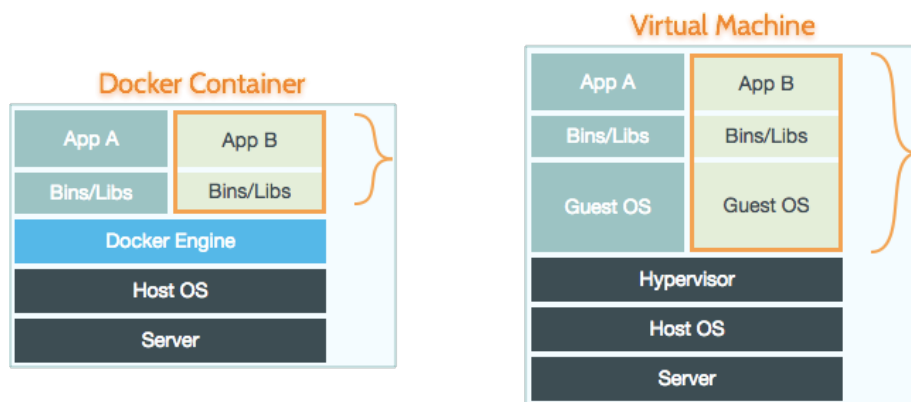 Docker Container
App A
App B
Bins/Libs
Bins/Libs
Docker Engine
Host OS
Server
Virtual Machine
App A
App B
Bins/Libs
Bins/Libs
Guest OS
Guest OS
Hypervisor
Host OS
Server